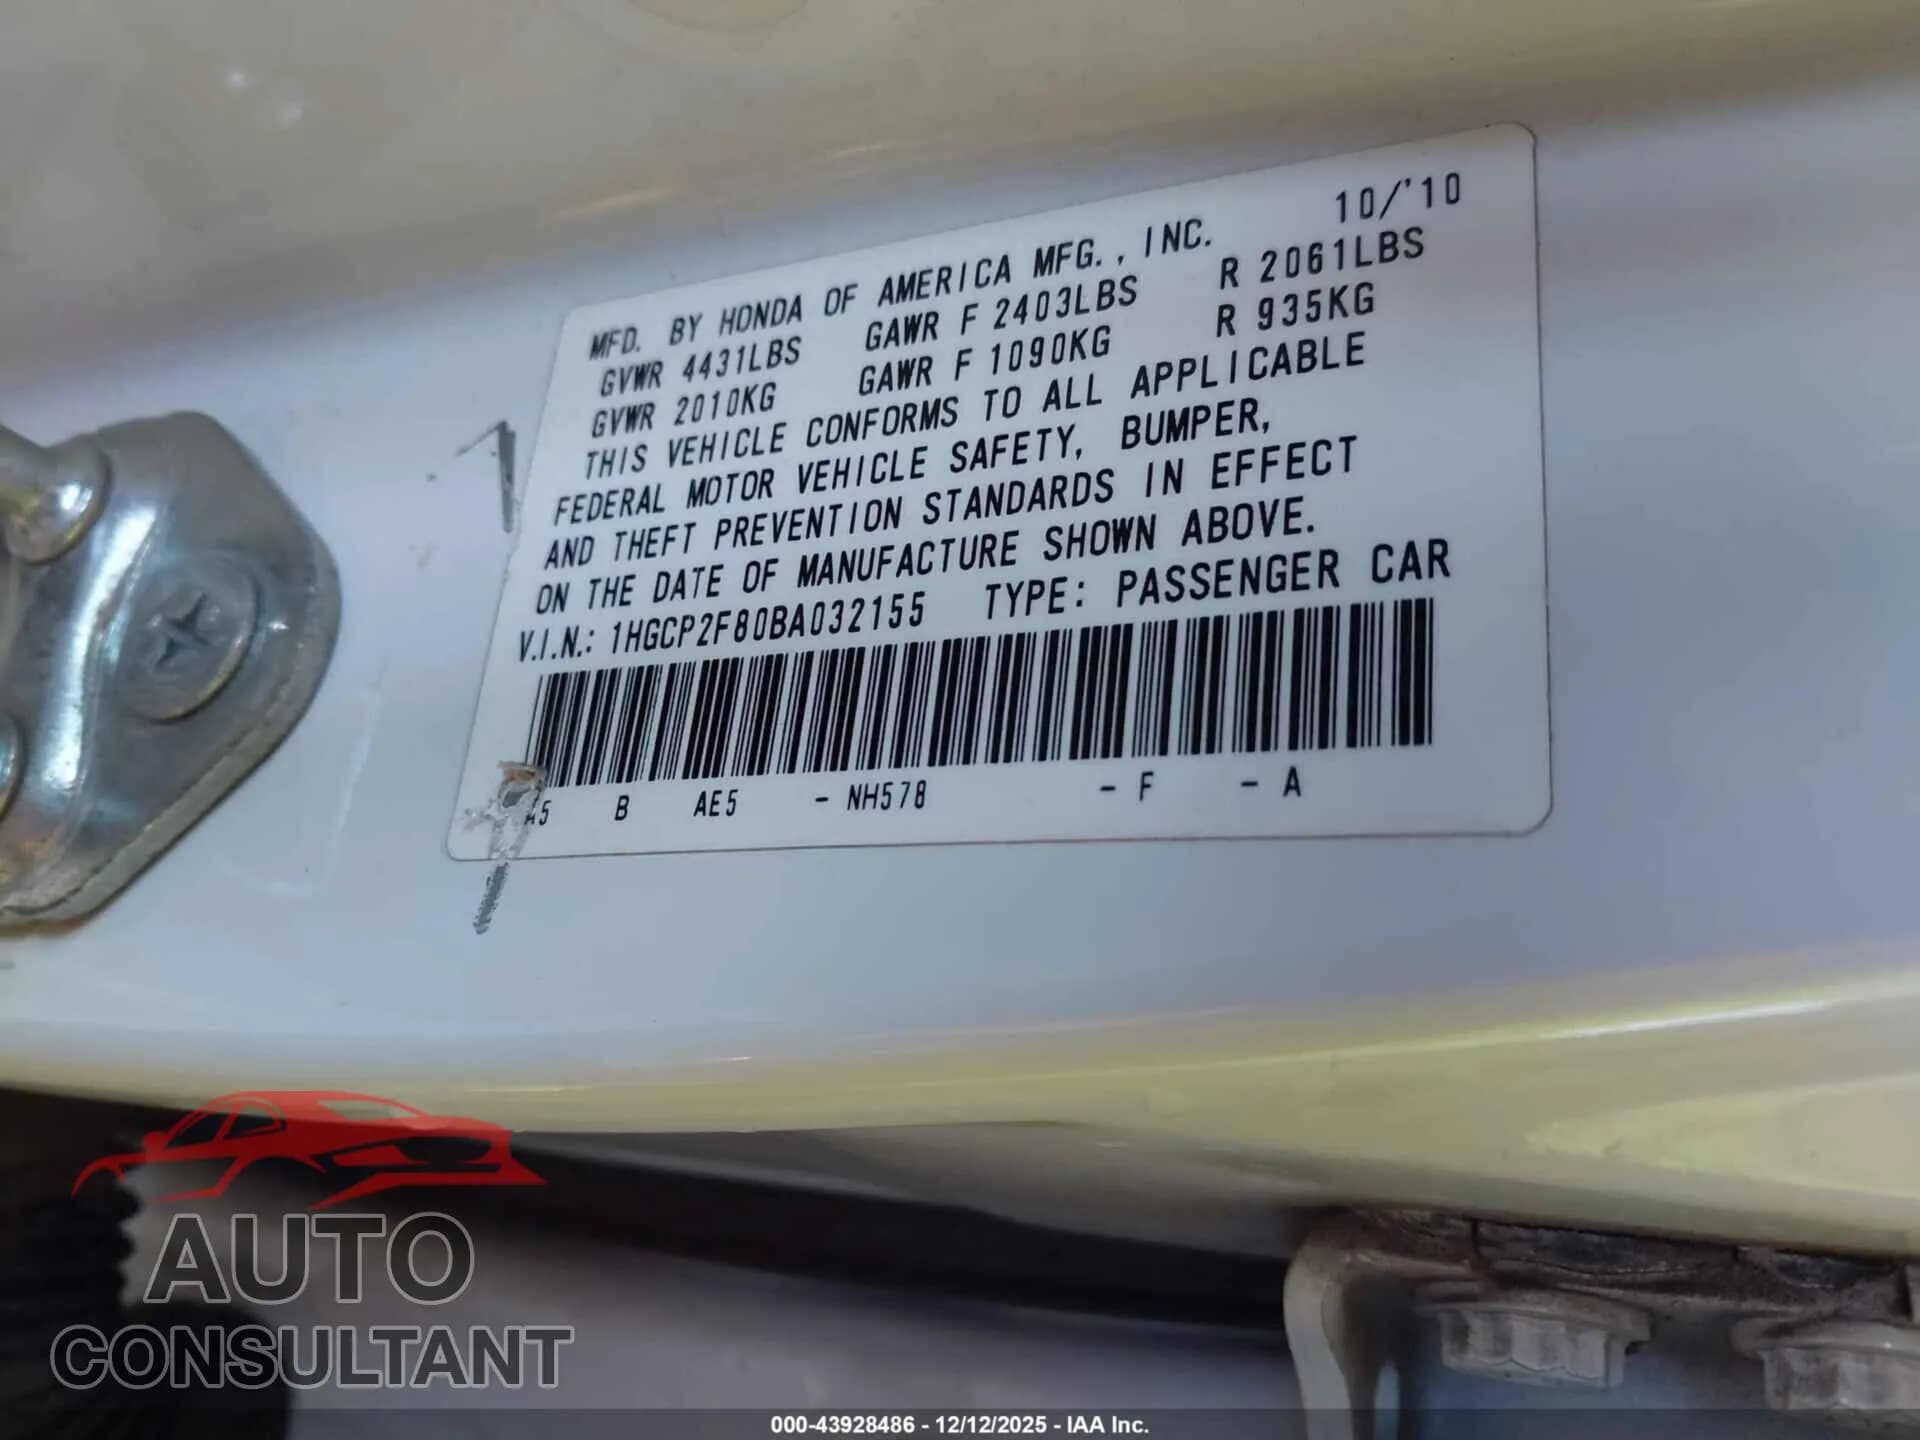 10/'10
MFD. BY HONDA OF AMERICA MFG., INC.
GVWR 4431LBS GAWR F 2403LBS R 2061LBS
GVWR 2010KG GAWR F 1090KG R 935KG
THIS VEHICLE CONFORMS TO ALL APPLICABLE
FEDERAL MOTOR VEHICLE SAFETY, BUMPER,
AND THEFT PREVENTION STANDARDS IN EFFECT
ON THE DATE OF MANUFACTURE SHOWN ABOVE.
V.I.N.: 1HGCP2F80BA032155 TYPE: PASSENGER CAR
B AE5 - NH578 - F - A
AUTO
CONSULTANT
000-43928486 - 12/12/2025 - IAA Inc.